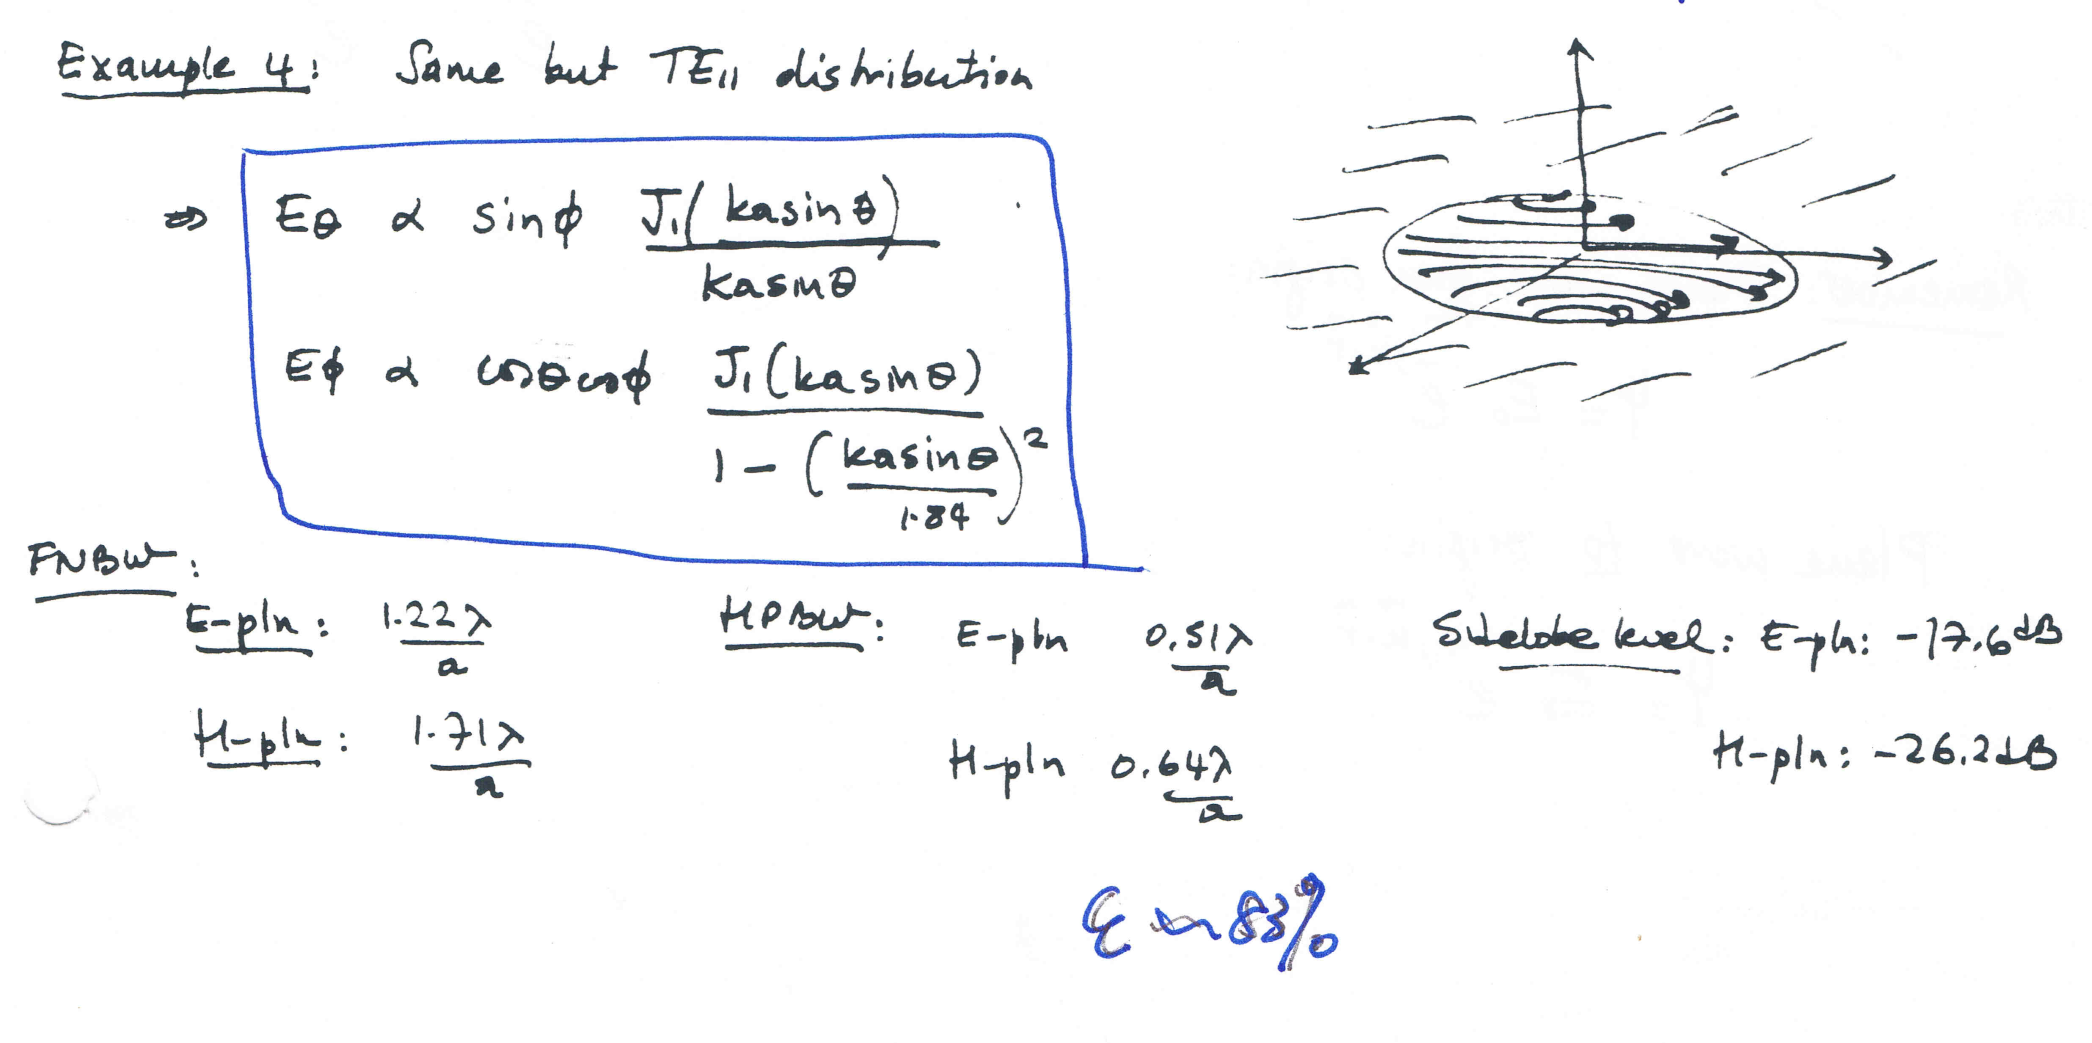 Example 4: Same but TE11 distribution
⇒ Eθ α sinϕ J₁(kasinθ) / kasinθ
Eϕ α cosθcosϕ J₁(kasinθ) / 1 - (kasinθ / 1.84)²
FNBW:
E-pln: 1.22λ / a
H-pln: 1.71λ / a
HPBW: E-pln 0.51λ / a
H-pln 0.64λ / a
Sidelobe level: E-pln: -17.6dB
H-pln: -26.2dB
ε ~ 83%